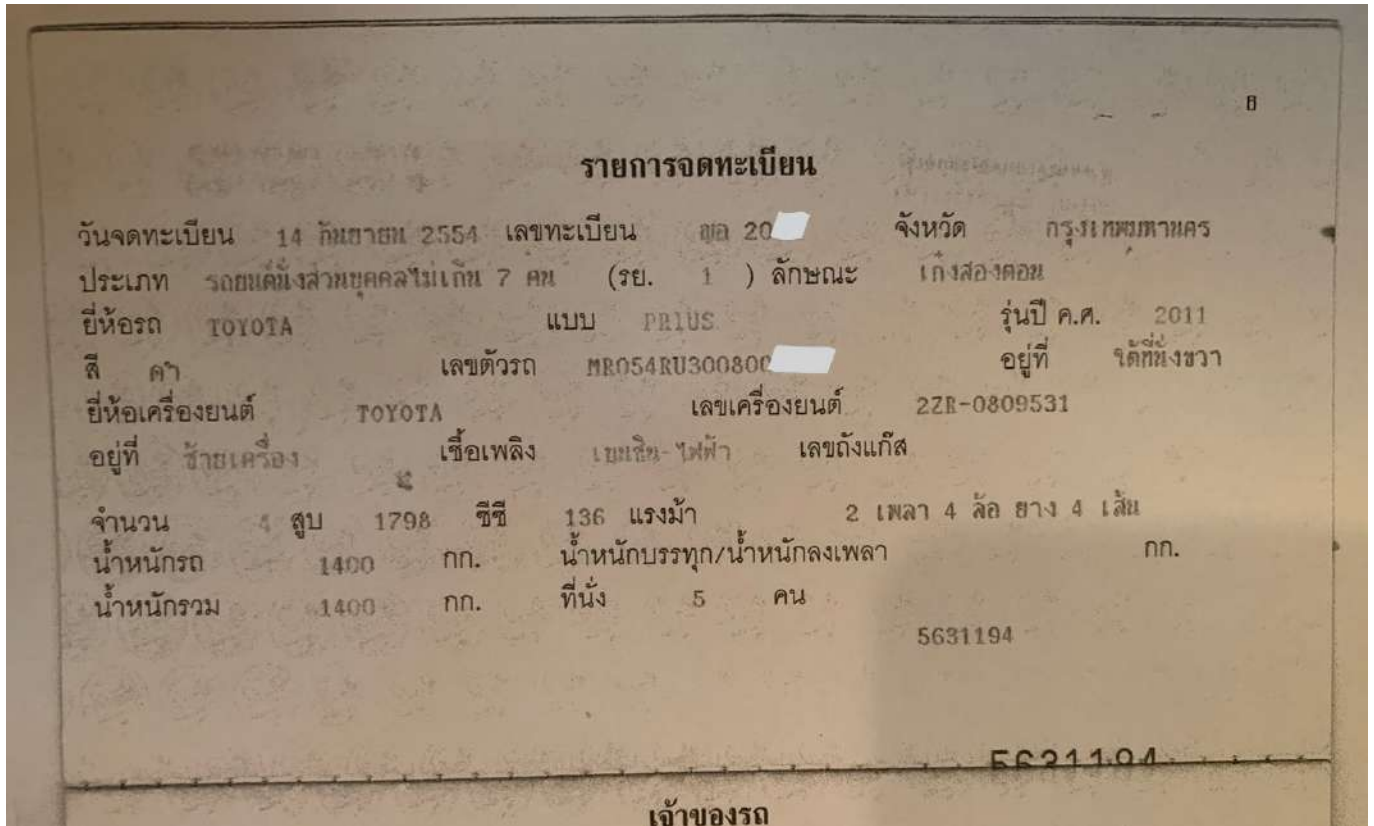 รายการจดทะเบียน
วันจดทะเบียน 14 กันยายน 2554 เลขทะเบียน 20 จังหวัด กรุงเทพมหานคร
ประเภท รถยนต์นั่งส่วนบุคคลไม่เกิน 7 คน (รย. 1 ) ลักษณะ เก๋งสองตอน
ยี่ห้อรถ TOYOTA แบบ PRIUS รุ่นปี ค.ศ. 2011
สี ดำ เลขตัวรถ MR054RU300800 อยู่ที่ ใต้ที่นั่งขวา
ยี่ห้อเครื่องยนต์ TOYOTA เลขเครื่องยนต์ 2ZR-0809531
อยู่ที่ ซ้ายเครื่อง เชื้อเพลิง เบนซิน-ไฟฟ้า เลขถังแก๊ส
จำนวน 4 สูบ 1798 ซีซี 136 แรงม้า 2 เพลา 4 ล้อ ยาง 4 เส้น
น้ำหนักรถ 1400 กก. น้ำหนักบรรทุก/น้ำหนักลงเพลา กก.
น้ำหนักรวม 1400 กก. ที่นั่ง 5 คน
5631194
5631194
เจ้าของรถ